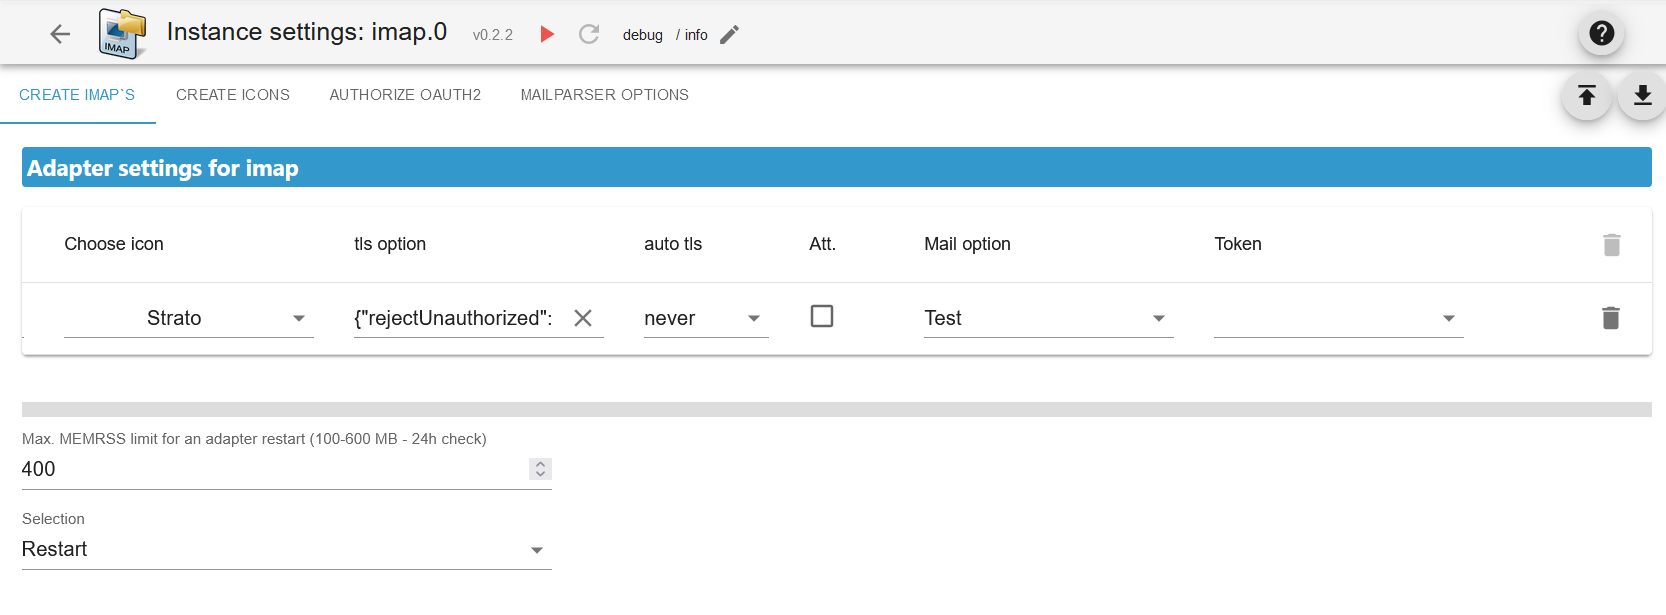 IMAP
Instance settings: imap.0 v0.2.2 debug / info
CREATE IMAP`S CREATE ICONS AUTHORIZE OAUTH2 MAILPARSER OPTIONS
Adapter settings for imap
Choose icon tls option auto tls Att. Mail option Token
Strato {"rejectUnauthorized": never Test
Max. MEMRSS limit for an adapter restart (100-600 MB - 24h check)
400
Selection
Restart